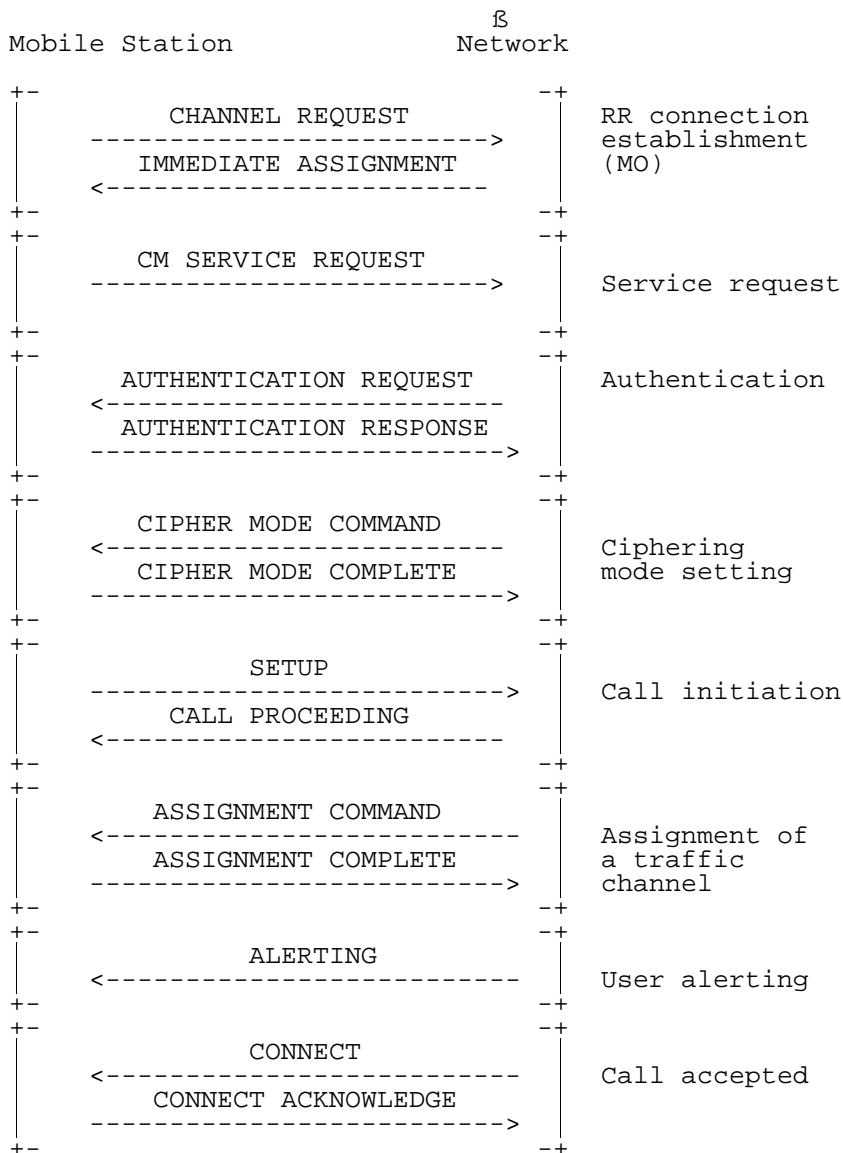 ß
Mobile Station Network
+- -+
CHANNEL REQUEST RR connection
-------------------------> establishment
IMMEDIATE ASSIGNMENT (MO)
<------------------------
+- -+
+- -+
CM SERVICE REQUEST
-------------------------> Service request
+- -+
+- -+
AUTHENTICATION REQUEST Authentication
<-------------------------
AUTHENTICATION RESPONSE
-------------------------->
+- -+
+- -+
CIPHER MODE COMMAND
<------------------------- Ciphering
CIPHER MODE COMPLETE mode setting
-------------------------->
+- -+
+- -+
SETUP
--------------------------> Call initiation
CALL PROCEEDING
<-------------------------
+- -+
+- -+
ASSIGNMENT COMMAND
<-------------------------- Assignment of
ASSIGNMENT COMPLETE a traffic
--------------------------> channel
+- -+
+- -+
ALERTING
<-------------------------- User alerting
+- -+
+- -+
CONNECT
<-------------------------- Call accepted
CONNECT ACKNOWLEDGE
-------------------------->
+- -+